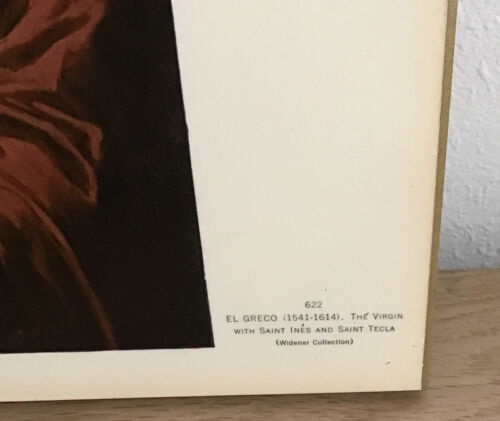 622
EL GRECO (1541-1614). THE VIRGIN
WITH SAINT INÉS AND SAINT TECLA
(Widener Collection)